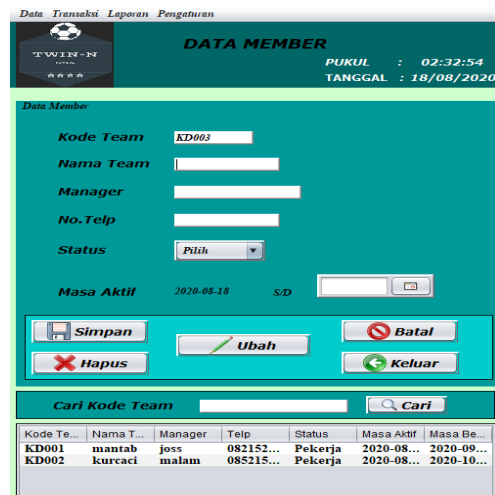 Data Transaksi Laporan Pengaturan
TWIN-N
DATA MEMBER
PUKUL : 02:32:54
TANGGAL : 18/08/2020
Data Member
Kode Team KD003
Nama Team
Manager
No.Telp
Status Pilih
Masa Aktif 2020-08-18 S/D
Simpan Ubah Batal
Hapus Keluar
Cari Kode Team Cari
Kode Te... Nama T... Manager Telp Status Masa Aktif Masa Be...
KD001 mantab joss 082152... Pekerja 2020-08... 2020-09...
KD002 kurcaci malam 085215... Pekerja 2020-08... 2020-10...